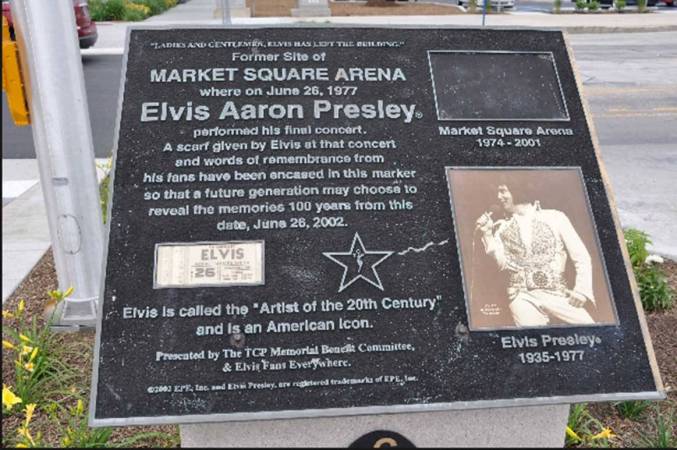 "LADIES AND GENTLEMEN, ELVIS HAS LEFT THE BUILDING."
Former Site of
MARKET SQUARE ARENA
where on June 26, 1977
Elvis Aaron Presley®
performed his final concert.
A scarf given by Elvis at that concert
and words of remembrance from
his fans have been encased in this marker
so that a future generation may choose to
reveal the memories 100 years from this
date, June 26, 2002.
ELVIS
26
Elvis is called the "Artist of the 20th Century"
and is an American Icon.
Presented by The TCP Memorial Benefit Committee,
& Elvis Fans Everywhere.
©2002 EPE, Inc. and Elvis Presley, are registered trademarks of EPE, Inc.
Market Square Arena
1974 - 2001
Elvis Presley®
1935-1977